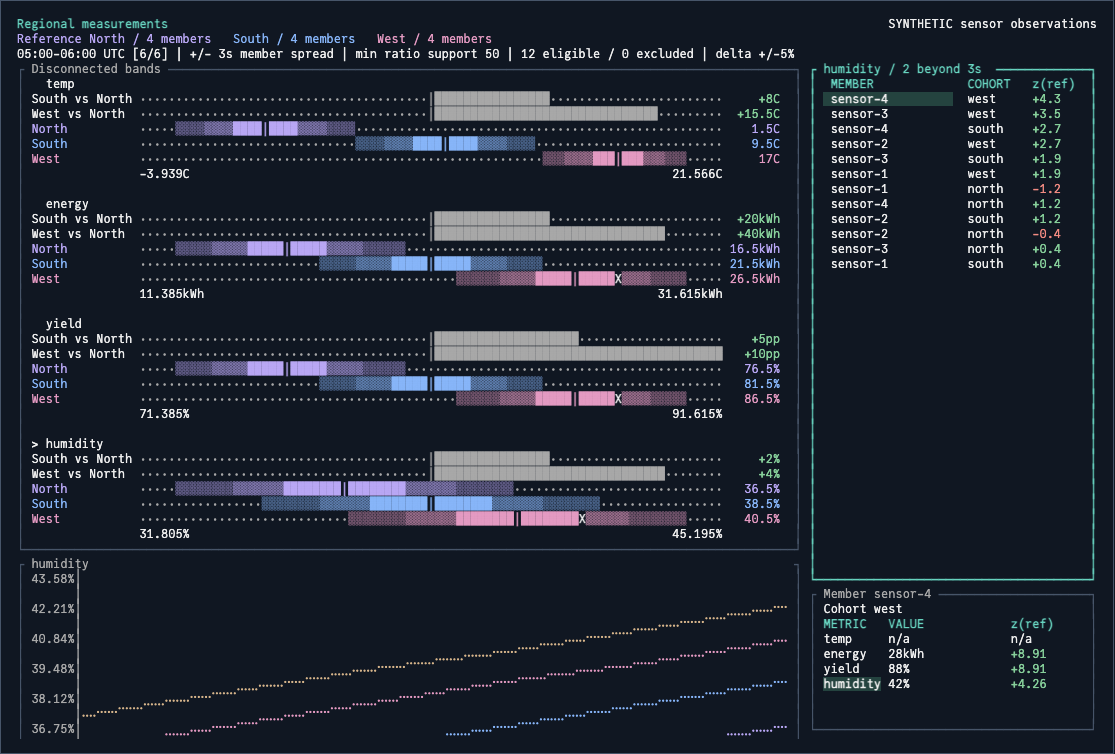 Regional measurements SYNTHETIC sensor observations
Reference North / 4 members South / 4 members West / 4 members
05:00-06:00 UTC [6/6] | +/- 3s member spread | min ratio support 50 | 12 eligible / 0 excluded | delta +/-5%
Disconnected bands
temp
South vs North +8C
West vs North +15.5C
North 1.5C
South 9.5C
West 17C
-3.939C 21.566C
energy
South vs North +20kWh
West vs North +40kWh
North 16.5kWh
South 21.5kWh
West X 26.5kWh
11.385kWh 31.615kWh
yield
South vs North +5pp
West vs North +10pp
North 76.5%
South 81.5%
West X 86.5%
71.385% 91.615%
> humidity
South vs North +2%
West vs North +4%
North 36.5%
South 38.5%
West X 40.5%
31.805% 45.195%
humidity
43.58%
42.21%
40.84%
39.48%
38.12%
36.75%
humidity / 2 beyond 3s
MEMBER COHORT z(ref)
sensor-4 west +4.3
sensor-3 west +3.5
sensor-4 south +2.7
sensor-2 west +2.7
sensor-3 south +1.9
sensor-1 west +1.9
sensor-1 north -1.2
sensor-4 north +1.2
sensor-2 south +1.2
sensor-2 north -0.4
sensor-3 north +0.4
sensor-1 south +0.4
Member sensor-4
Cohort west
METRIC VALUE z(ref)
temp n/a n/a
energy 28kWh +8.91
yield 88% +8.91
humidity 42% +4.26